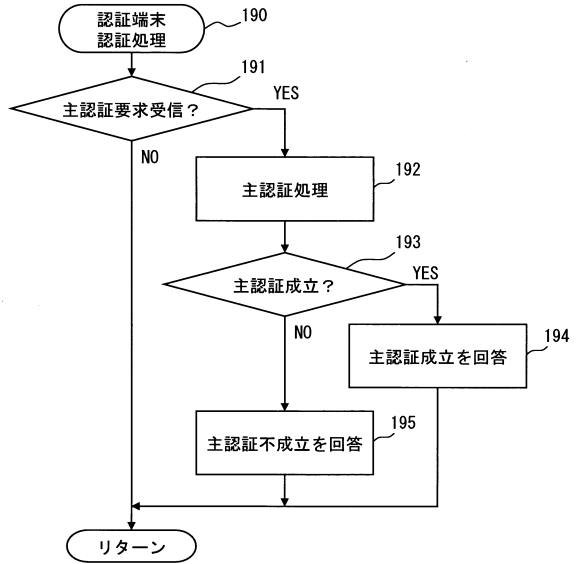 認証端末
認証処理
190
191
主認証要求受信?
YES
NO
192
主認証処理
193
主認証成立?
YES
NO
194
主認証成立を回答
195
主認証不成立を回答
リターン